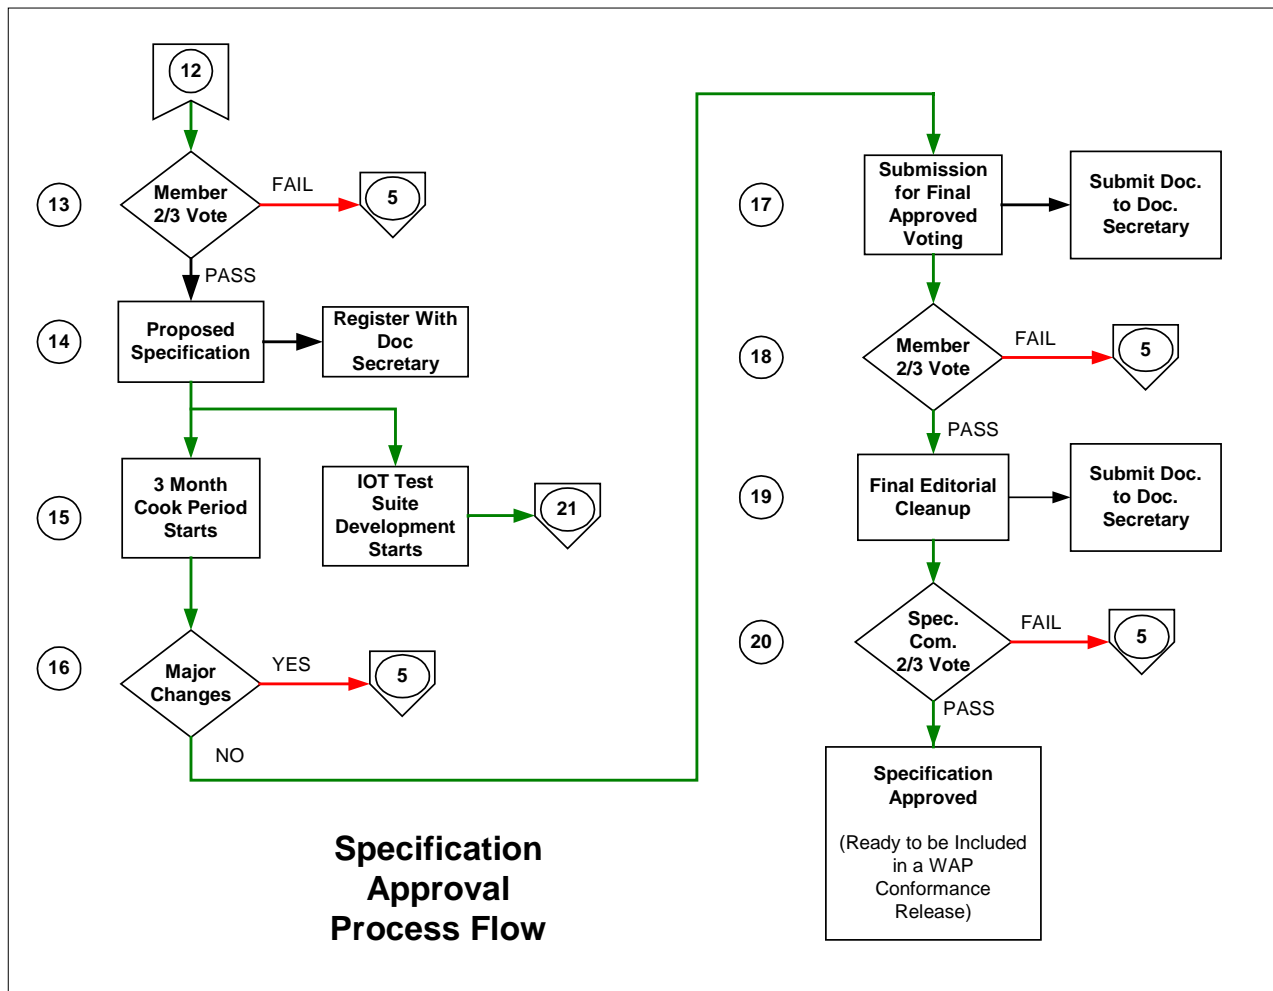 12
13
Member
2/3 Vote
FAIL
5
PASS
14
Proposed
Specification
Register With
Doc
Secretary
15
3 Month
Cook Period
Starts
IOT Test
Suite
Development
Starts
21
16
Major
Changes
YES
5
NO
Specification
Approval
Process Flow
17
Submission
for Final
Approved
Voting
Submit Doc.
to Doc.
Secretary
18
Member
2/3 Vote
FAIL
5
PASS
19
Final Editorial
Cleanup
Submit Doc.
to Doc.
Secretary
20
Spec.
Com.
2/3 Vote
FAIL
5
PASS
Specification
Approved
(Ready to be Included
in a WAP
Conformance
Release)